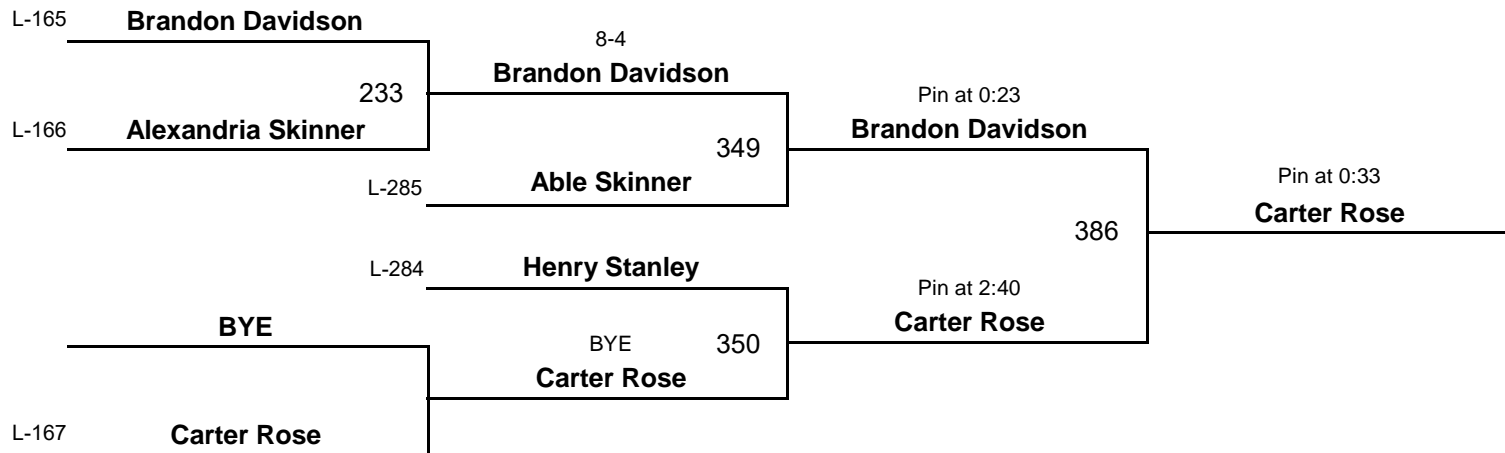 L-165
Brandon Davidson
8-4
Brandon Davidson
233
Pin at 0:23
Brandon Davidson
L-166
Alexandria Skinner
349
L-285
Able Skinner
Pin at 0:33
Carter Rose
386
L-284
Henry Stanley
Pin at 2:40
Carter Rose
BYE
BYE
350
Carter Rose
L-167
Carter Rose